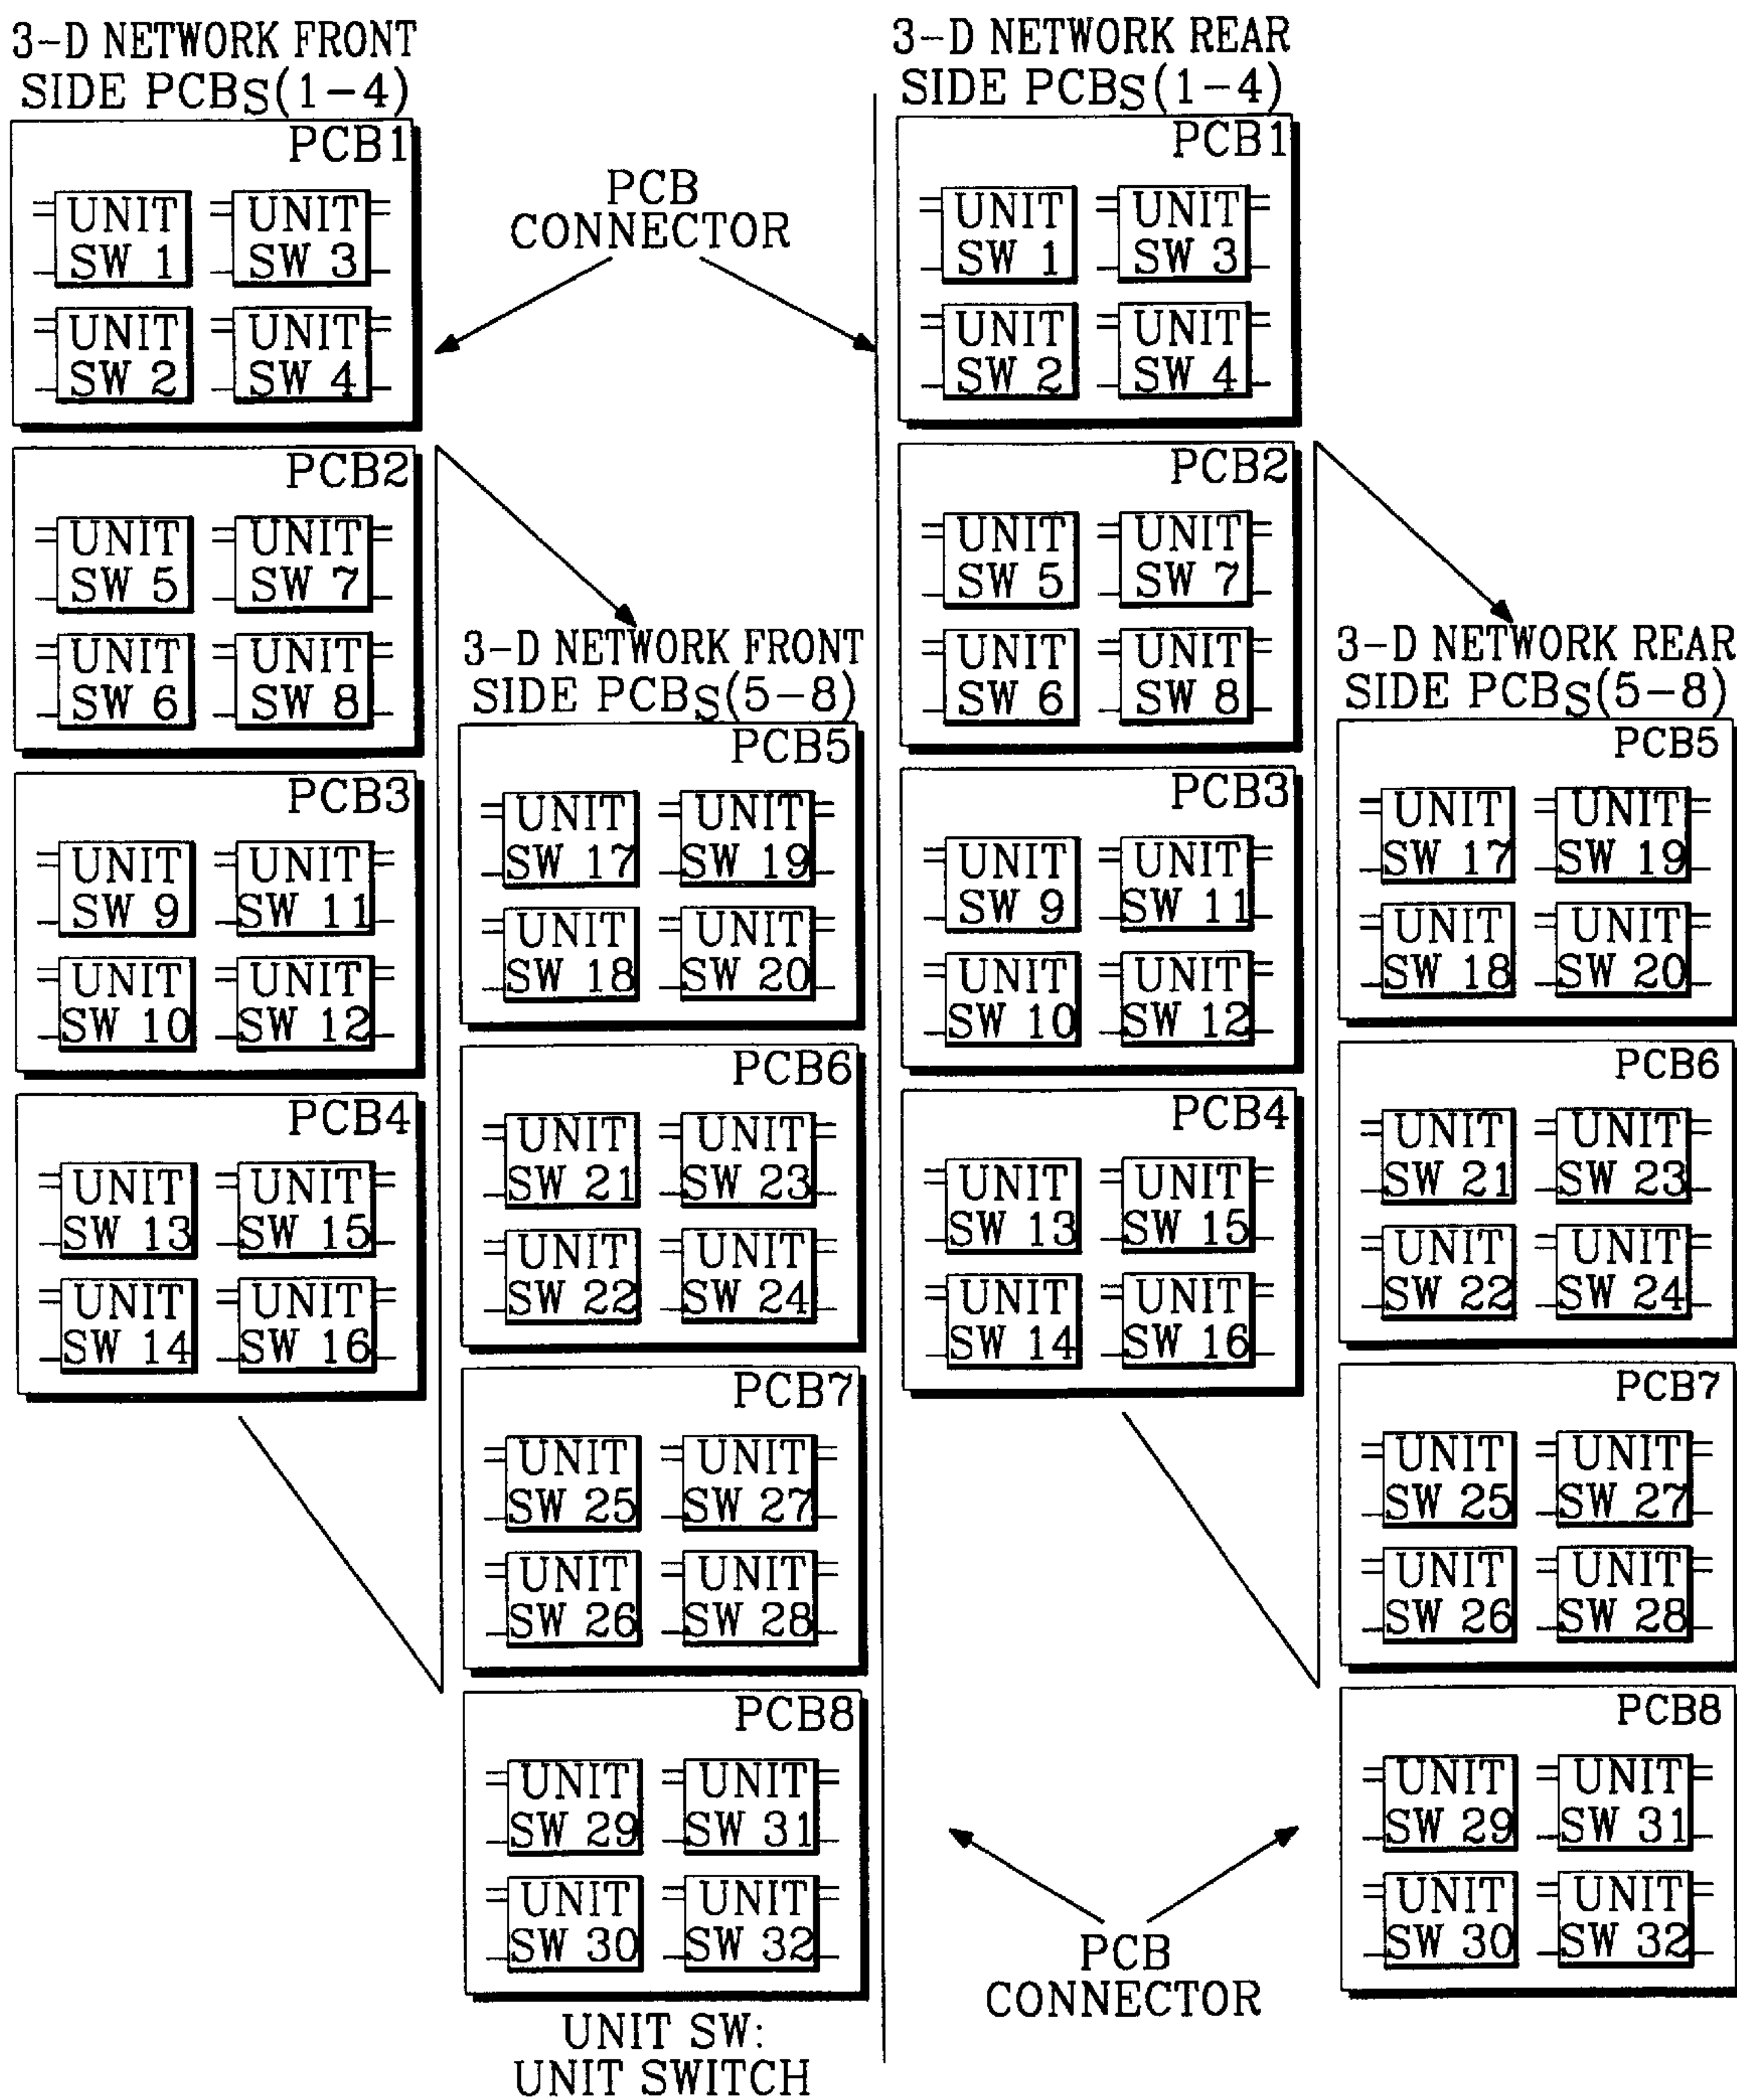 3-D NETWORK FRONT
SIDE PCBS(1-4)
PCB1
UNIT
SW 1
UNIT
SW 3
UNIT
SW 2
UNIT
SW 4
PCB2
UNIT
SW 5
UNIT
SW 7
UNIT
SW 6
UNIT
SW 8
PCB3
UNIT
SW 9
UNIT
SW 11
UNIT
SW 10
UNIT
SW 12
PCB4
UNIT
SW 13
UNIT
SW 15
UNIT
SW 14
UNIT
SW 16
PCB
CONNECTOR
3-D NETWORK FRONT
SIDE PCBS(5-8)
PCB5
UNIT
SW 17
UNIT
SW 19
UNIT
SW 18
UNIT
SW 20
PCB6
UNIT
SW 21
UNIT
SW 23
UNIT
SW 22
UNIT
SW 24
PCB7
UNIT
SW 25
UNIT
SW 27
UNIT
SW 26
UNIT
SW 28
PCB8
UNIT
SW 29
UNIT
SW 31
UNIT
SW 30
UNIT
SW 32
UNIT SW:
UNIT SWITCH
3-D NETWORK REAR
SIDE PCBS(1-4)
PCB1
UNIT
SW 1
UNIT
SW 3
UNIT
SW 2
UNIT
SW 4
PCB2
UNIT
SW 5
UNIT
SW 7
UNIT
SW 6
UNIT
SW 8
PCB3
UNIT
SW 9
UNIT
SW 11
UNIT
SW 10
UNIT
SW 12
PCB4
UNIT
SW 13
UNIT
SW 15
UNIT
SW 14
UNIT
SW 16
PCB
CONNECTOR
3-D NETWORK REAR
SIDE PCBS(5-8)
PCB5
UNIT
SW 17
UNIT
SW 19
UNIT
SW 18
UNIT
SW 20
PCB6
UNIT
SW 21
UNIT
SW 23
UNIT
SW 22
UNIT
SW 24
PCB7
UNIT
SW 25
UNIT
SW 27
UNIT
SW 26
UNIT
SW 28
PCB8
UNIT
SW 29
UNIT
SW 31
UNIT
SW 30
UNIT
SW 32